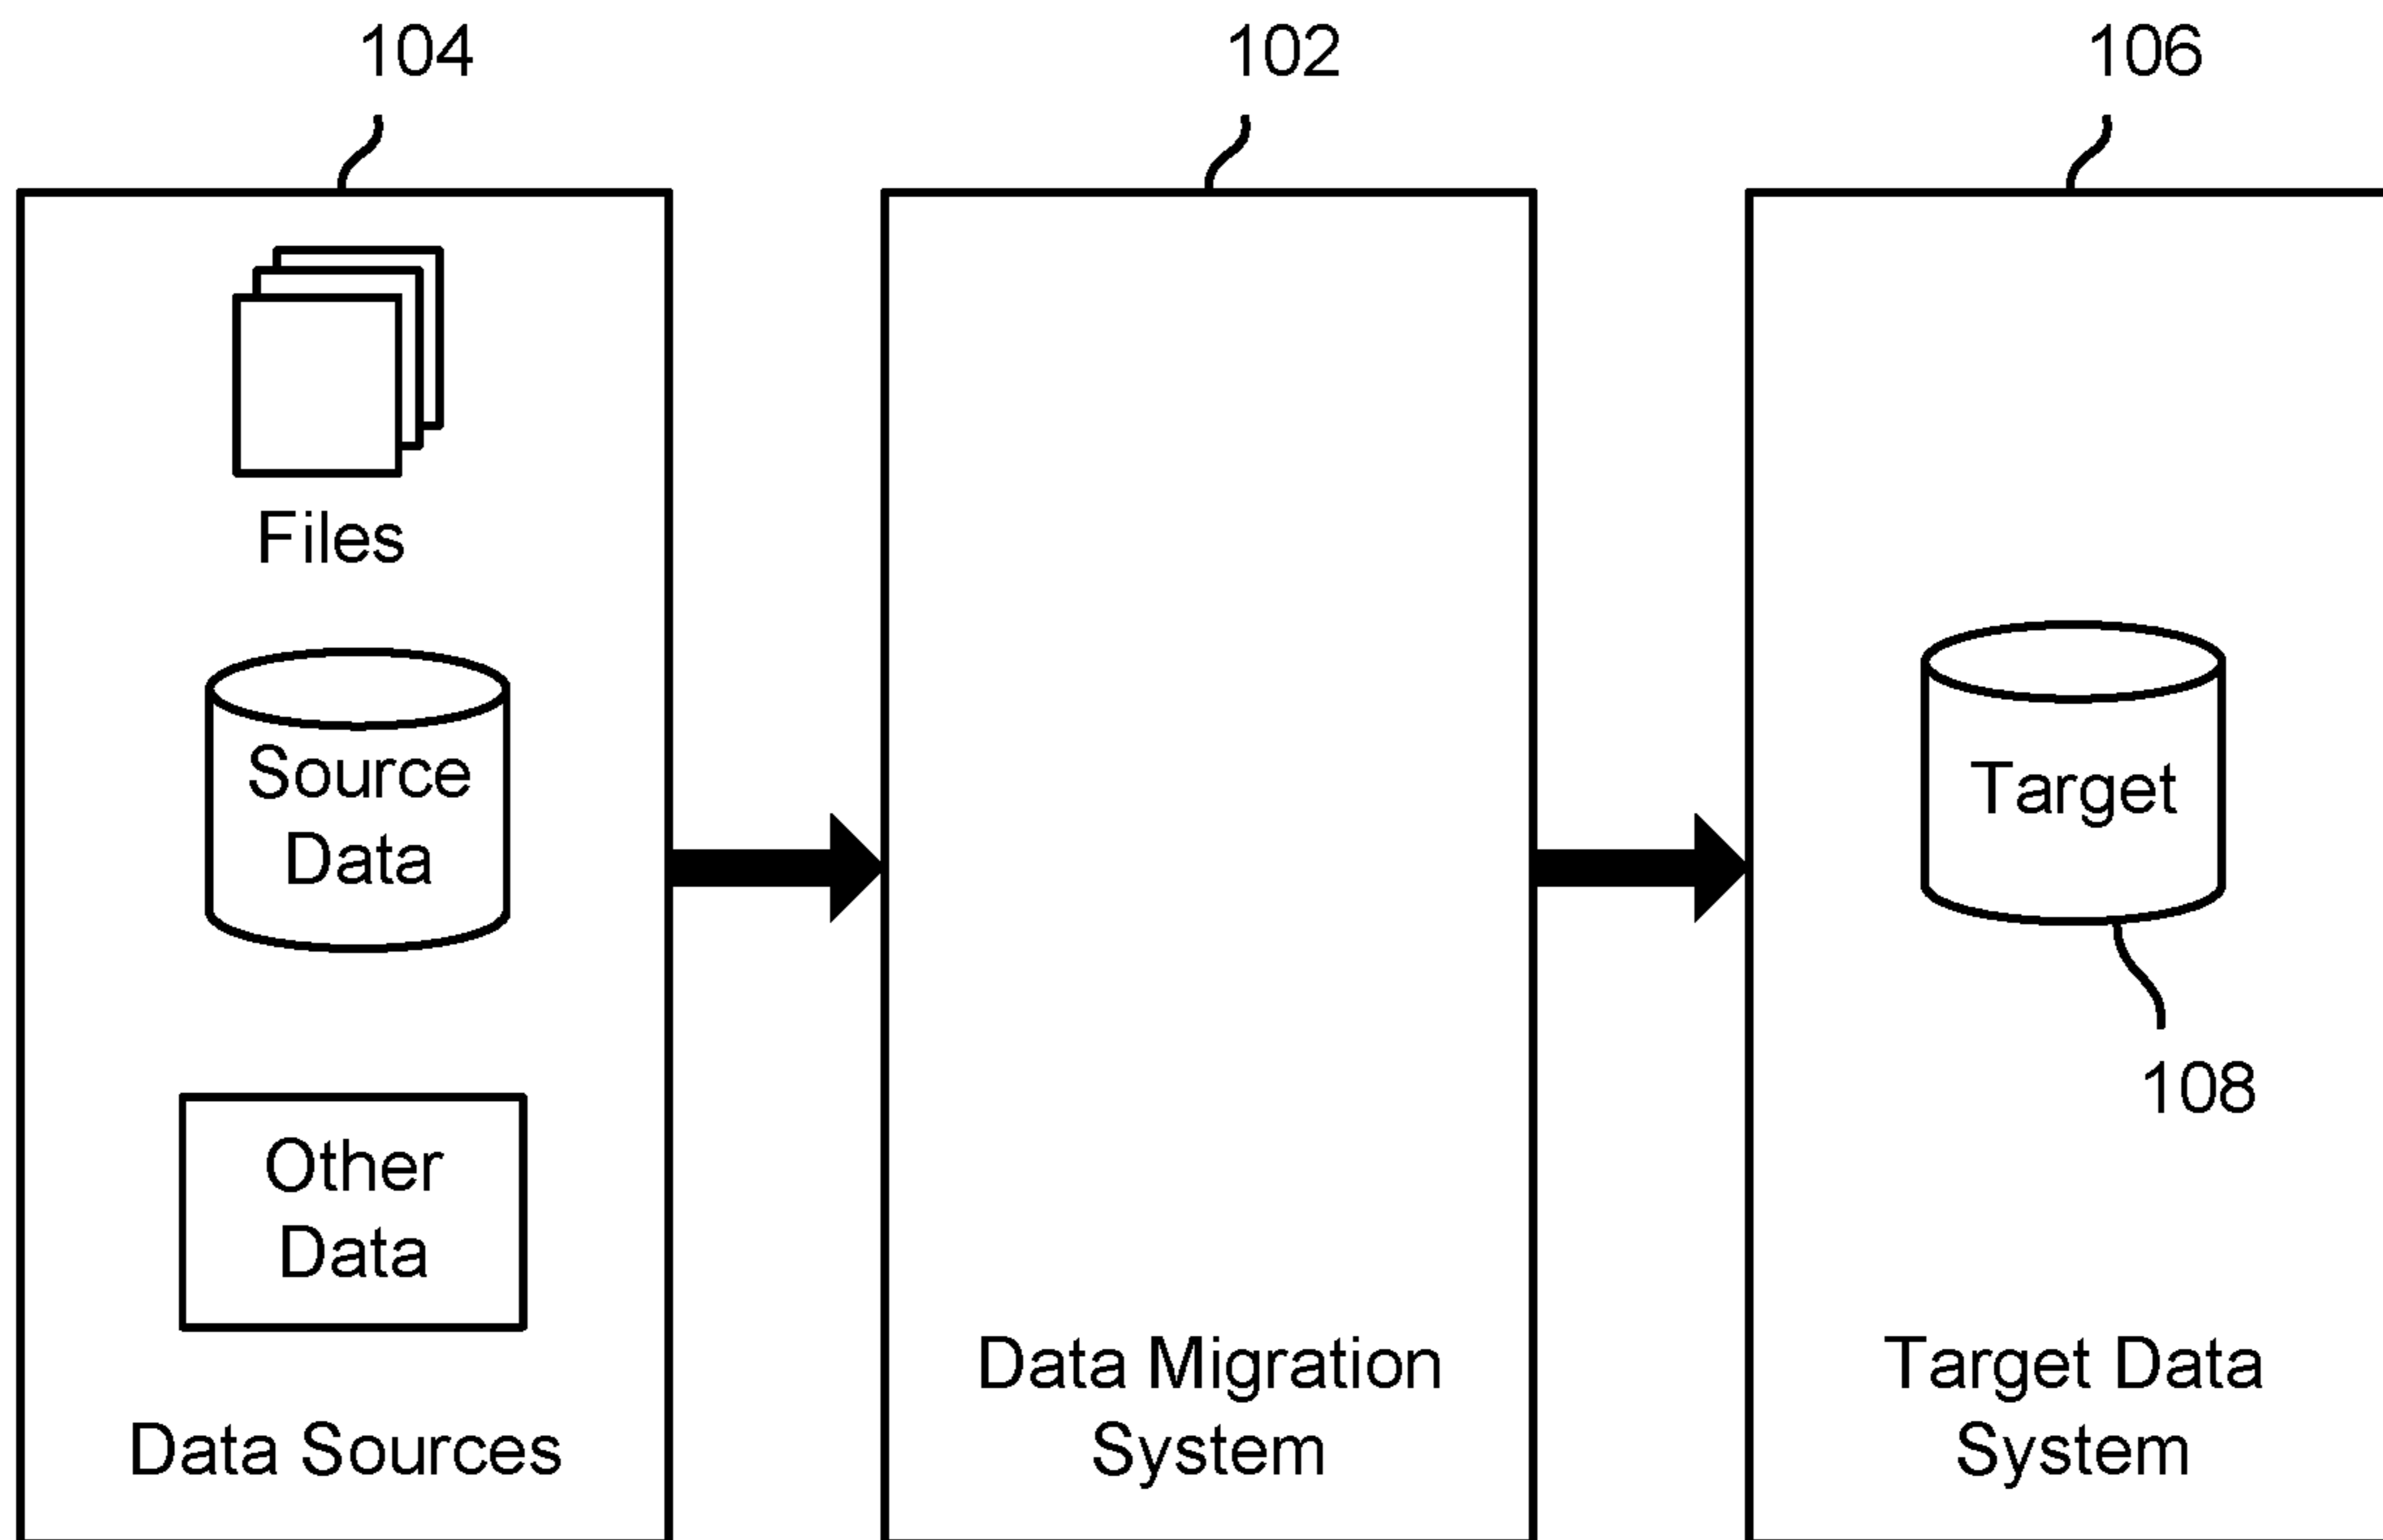 104
102
106
Files
Source
Data
Target
108
Other
Data
Data Sources
Data Migration
System
Target Data
System